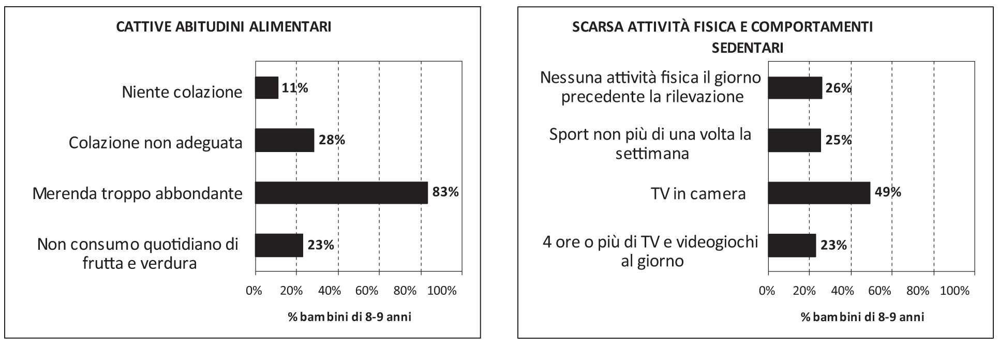 CATTIVE ABITUDINI ALIMENTARI
Niente colazione
11%
Colazione non adeguata
28%
Merenda troppo abbondante
83%
Non consumo quotidiano di
frutta e verdura
23%
0% 20% 40% 60% 80% 100%
% bambini di 8-9 anni
SCARSA ATTIVITÀ FISICA E COMPORTAMENTI
SEDENTARI
Nessuna attività fisica il giorno
precedente la rilevazione
26%
Sport non più di una volta la
settimana
25%
TV in camera
49%
4 ore o più di TV e videogiochi
al giorno
23%
0% 20% 40% 60% 80% 100%
% bambini di 8-9 anni